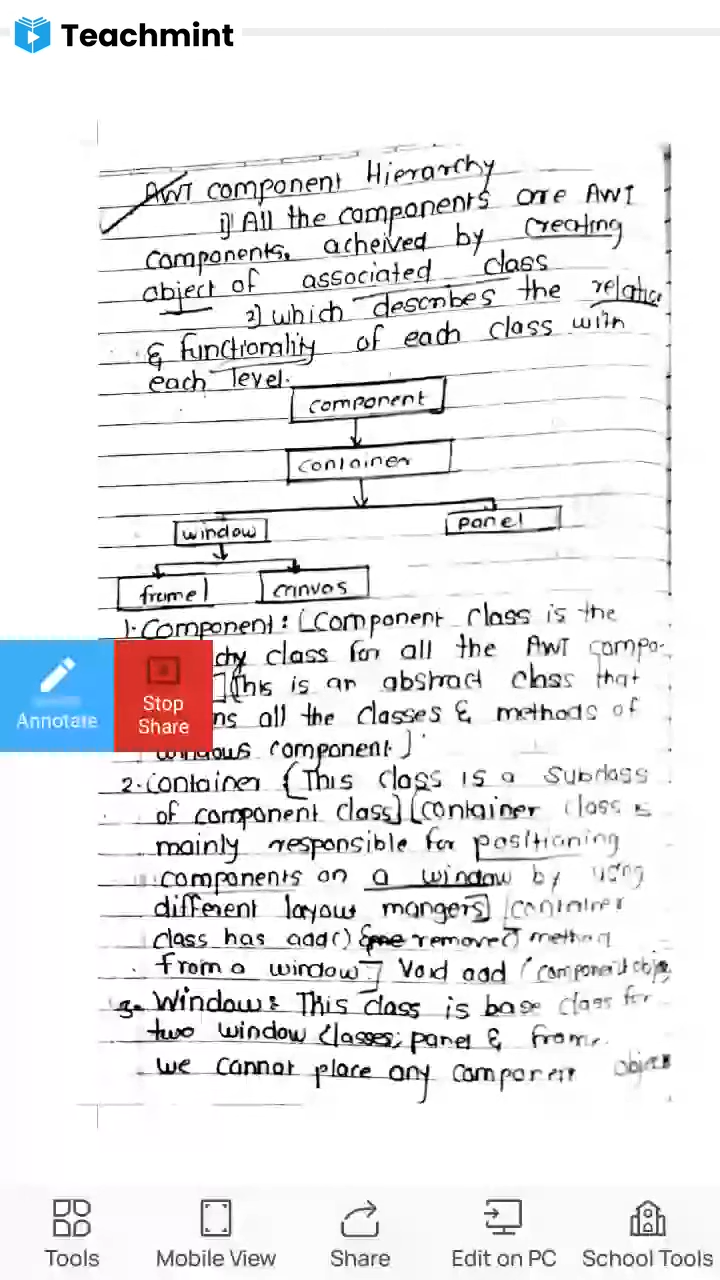 Teachmint
AWT component Hierarchy
1) All the components are AWT
components, acheived by creating
object of associated class
2) which describes the
& functionality of each class with
each level.
component
container
window
panel
frame
canvas
1. Component: [Component class is the
class for all the AWT compo-
] [This is an abstract class that
ns all the classes & methods of
component.]
2. container [This class is a subclass
of component class] [container class is
mainly responsible for positioning
components on a window by using
different layout mangers] [container
class has add() & remove() method
from a window] Void add (component obje
3. Window: This class is base class for
two window classes; panel & frame.
we cannot place any component object
Annotate
Stop
Share
Tools
Mobile View
Share
Edit on PC
School Tools